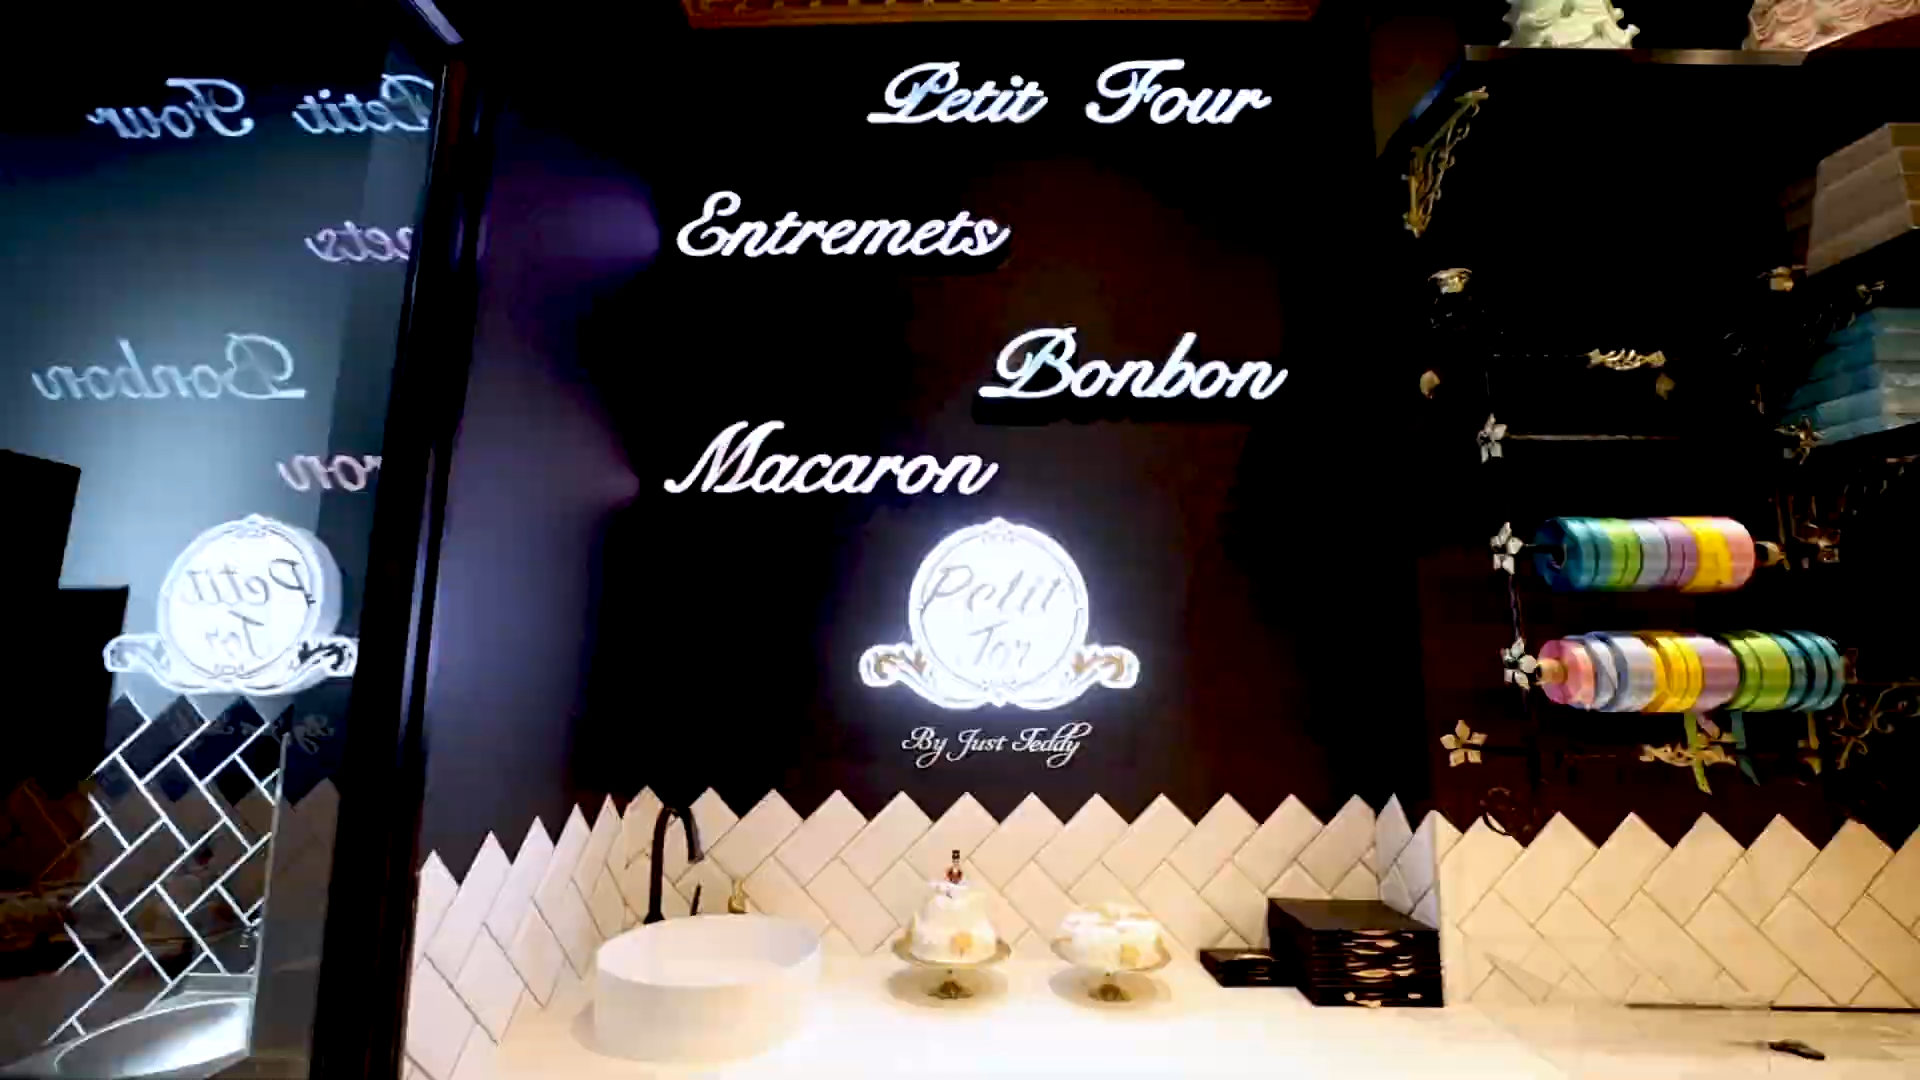 Petit Four
Entremets
Bonbon
Macaron
Petit
Tor
By Just Teddy